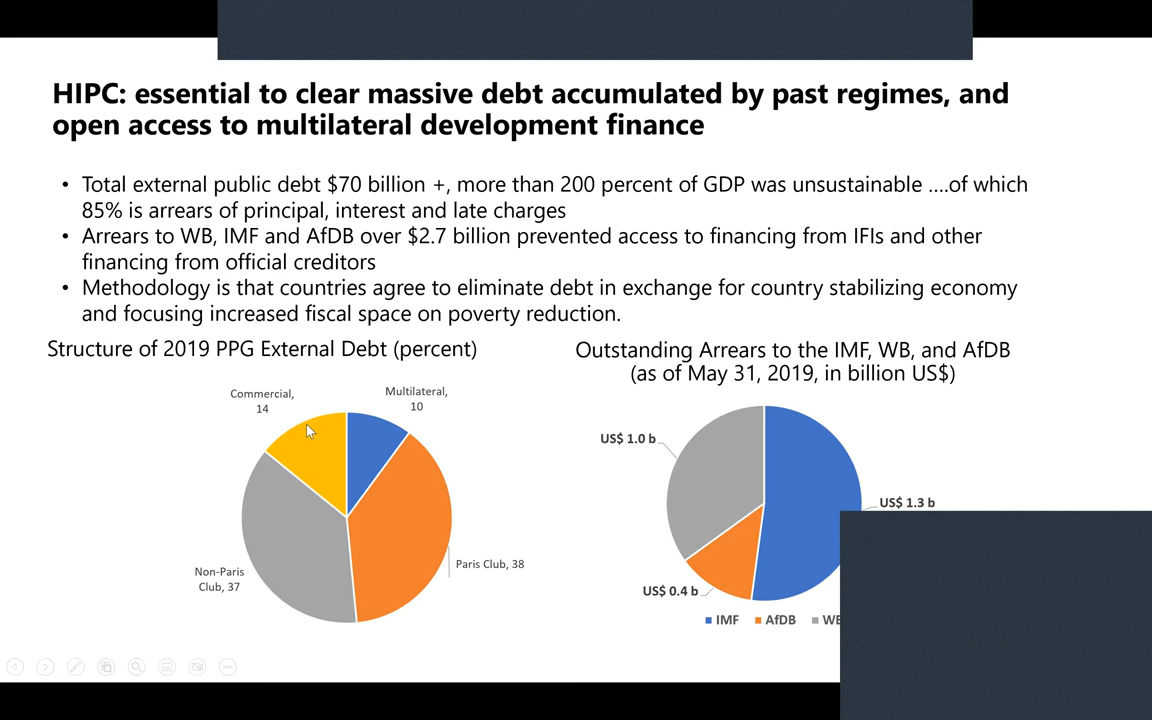 HIPC: essential to clear massive debt accumulated by past regimes, and
open access to multilateral development finance
• Total external public debt $70 billion +, more than 200 percent of GDP was unsustainable ....of which
85% is arrears of principal, interest and late charges
• Arrears to WB, IMF and AfDB over $2.7 billion prevented access to financing from IFIs and other
financing from official creditors
• Methodology is that countries agree to eliminate debt in exchange for country stabilizing economy
and focusing increased fiscal space on poverty reduction.
Structure of 2019 PPG External Debt (percent)
Commercial,
14
Multilateral,
10
Non-Paris
Club, 37
Paris Club, 38
Outstanding Arrears to the IMF, WB, and AfDB
(as of May 31, 2019, in billion US$)
US$ 1.0 b
US$ 1.3 b
US$ 0.4 b
IMF AfDB